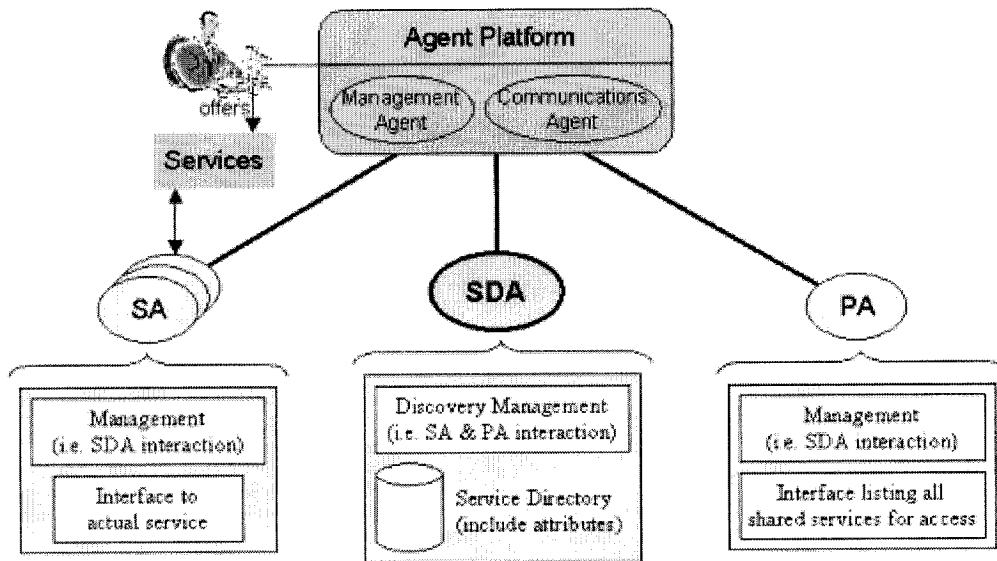 Agent Platform
Management
Agent
Communications
Agent
offers
Services
SA
SDA
PA
Management
(i.e. SDA interaction)
Interface to
actual service
Discovery Management
(i.e. SA & PA interaction)
Service Directory
(include attributes)
Management
(i.e. SDA interaction)
Interface listing all
shared services for access